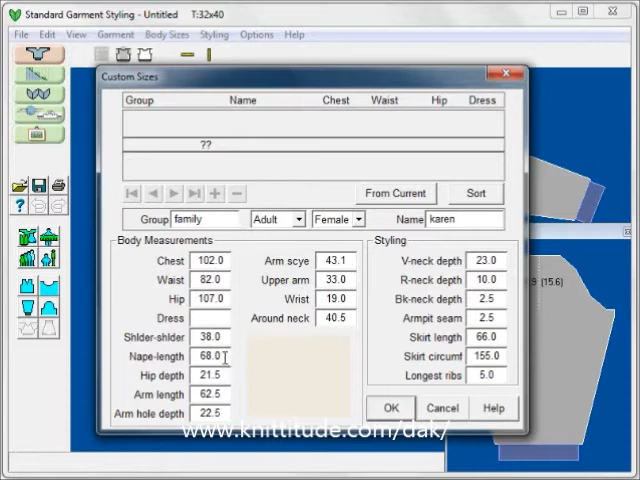 Standard Garment Styling - Untitled T:32x40
File Edit View Garment Body Sizes Styling Options Help
Custom Sizes
Group Name Chest Waist Hip Dress
??
From Current Sort
Group family Adult Female Name karen
Body Measurements
Chest 102.0
Waist 82.0
Hip 107.0
Dress
Shlder-shlder 38.0
Nape-length 68.0
Hip depth 21.5
Arm length 62.5
Arm hole depth 22.5
Arm scye 43.1
Upper arm 33.0
Wrist 19.0
Around neck 40.5
Styling
V-neck depth 23.0
R-neck depth 10.0
Bk-neck depth 2.5
Armpit seam 2.5
Skirt length 66.0
Skirt circumf 155.0
Longest ribs 5.0
OK Cancel Help
9 (15.6)
www.knittitude.com/dak/